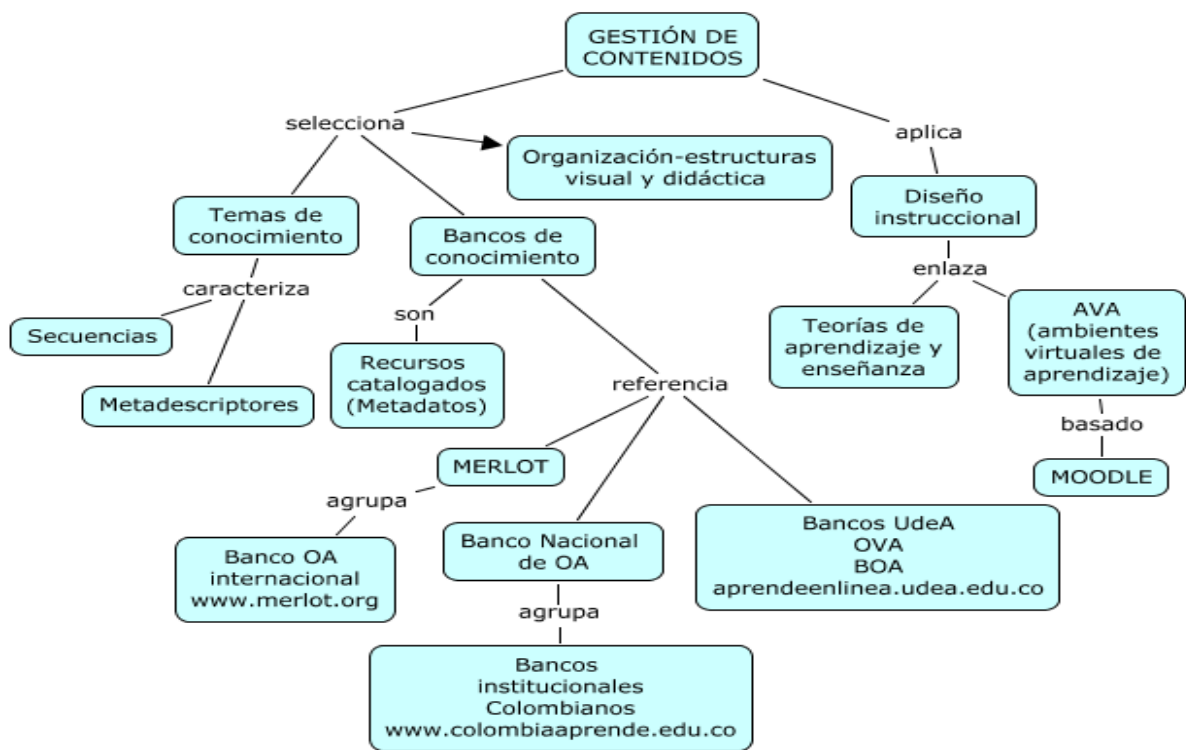 GESTIÓN DE
CONTENIDOS
selecciona
aplica
Organización-estructuras
visual y didáctica
Diseño
instruccional
Temas de
conocimiento
Bancos de
conocimiento
enlaza
caracteriza
son
Secuencias
Metadescriptores
Recursos
catalogados
(Metadatos)
referencia
Teorías de
aprendizaje y
enseñanza
AVA
(ambientes
virtuales de
aprendizaje)
basado
MOODLE
MERLOT
agrupa
Banco OA
internacional
www.merlot.org
Banco Nacional
de OA
Bancos UdeA
OVA
BOA
aprendeenlinea.udea.edu.co
agrupa
Bancos
institucionales
Colombianos
www.colombiaaprende.edu.co